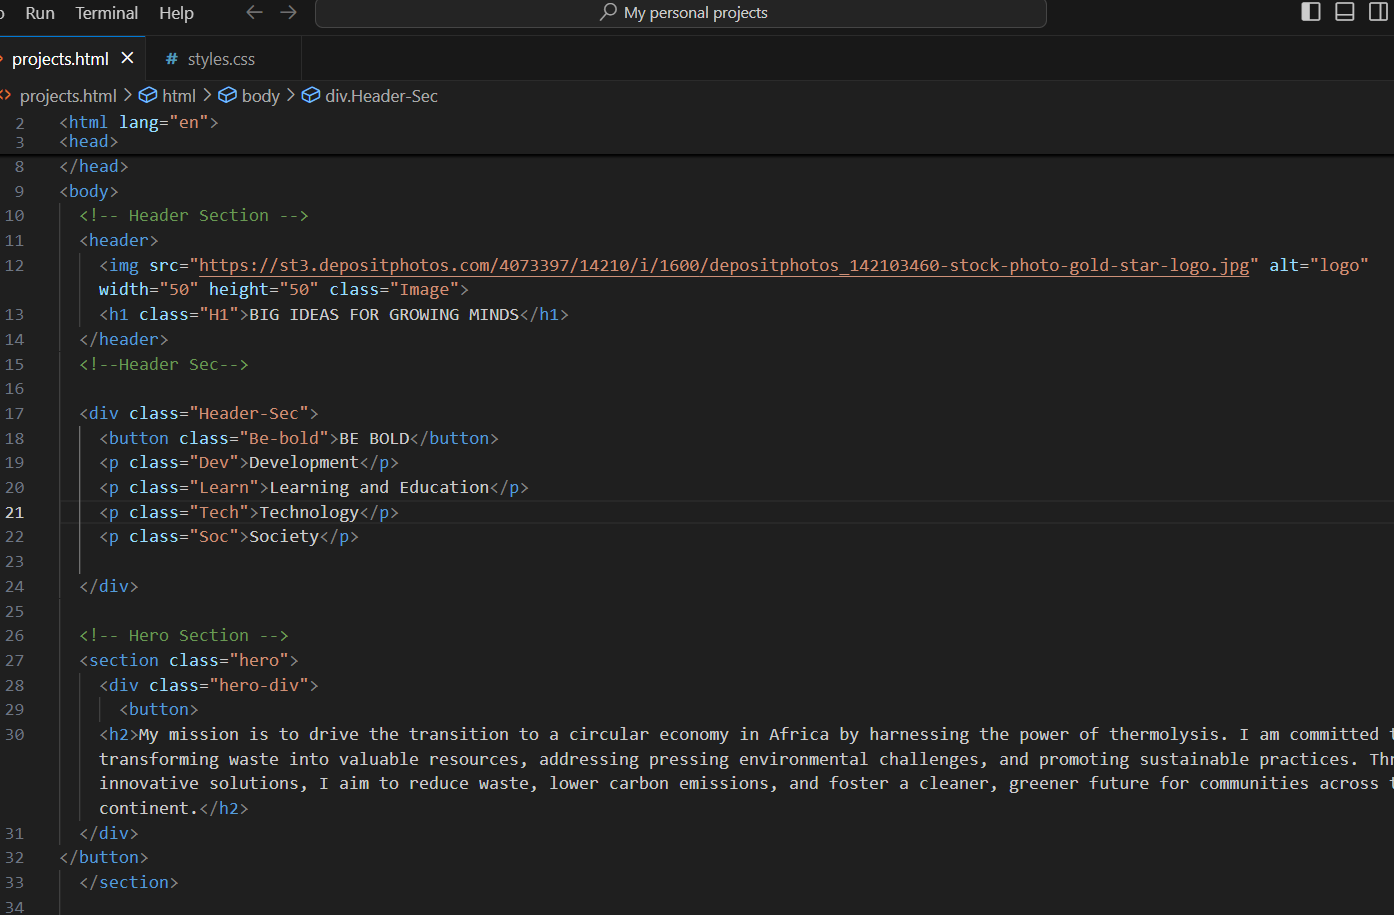 Run Terminal Help My personal projects
projects.html # styles.css
projects.html > html > body > div.Header-Sec
2 <html lang="en">
3 <head>
8 </head>
9 <body>
10 <!-- Header Section -->
11 <header>
12 <img src="https://st3.depositphotos.com/4073397/14210/i/1600/depositphotos_142103460-stock-photo-gold-star-logo.jpg" alt="logo"
width="50" height="50" class="Image">
13 <h1 class="H1">BIG IDEAS FOR GROWING MINDS</h1>
14 </header>
15 <!--Header Sec-->
16
17 <div class="Header-Sec">
18 <button class="Be-bold">BE BOLD</button>
19 <p class="Dev">Development</p>
20 <p class="Learn">Learning and Education</p>
21 <p class="Tech">Technology</p>
22 <p class="Soc">Society</p>
23
24 </div>
25
26 <!-- Hero Section -->
27 <section class="hero">
28 <div class="hero-div">
29 <button>
30 <h2>My mission is to drive the transition to a circular economy in Africa by harnessing the power of thermolysis. I am committed
transforming waste into valuable resources, addressing pressing environmental challenges, and promoting sustainable practices.
innovative solutions, I aim to reduce waste, lower carbon emissions, and foster a cleaner, greener future for communities across
continent.</h2>
31 </div>
32 </button>
33 </section>
34